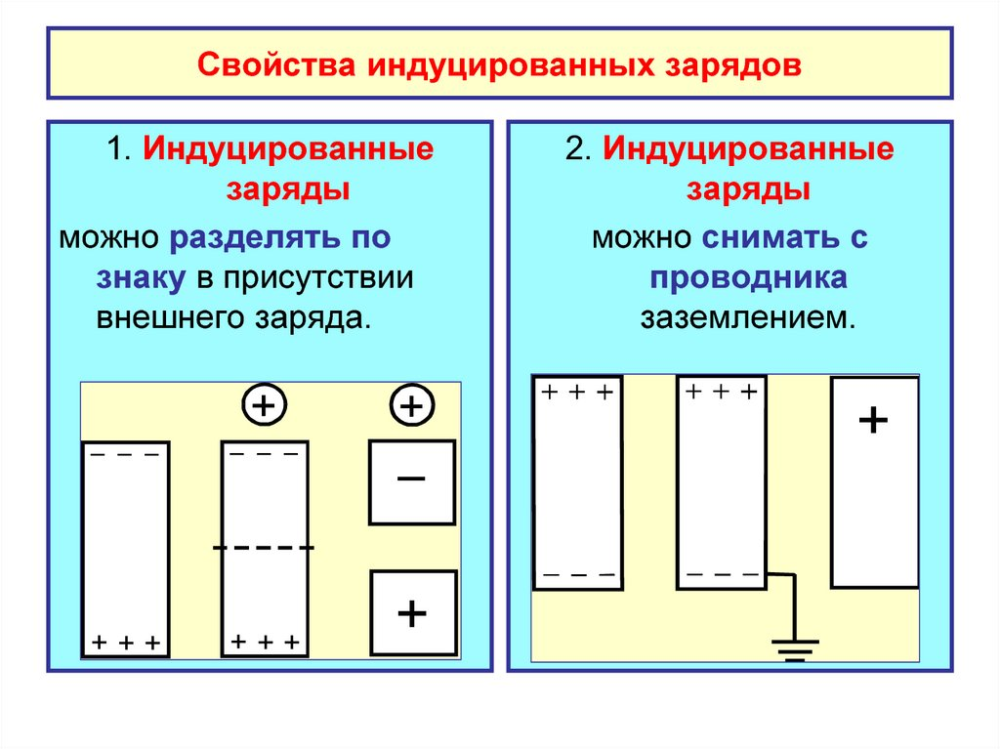 Свойства индуцированных зарядов
1. Индуцированные
заряды
можно разделять по
знаку в присутствии
внешнего заряда.
+ +
– – – – – –
–
+
+ + + + + +
2. Индуцированные
заряды
можно снимать с
проводника
заземлением.
+ + + + + +
+
– – – – – –